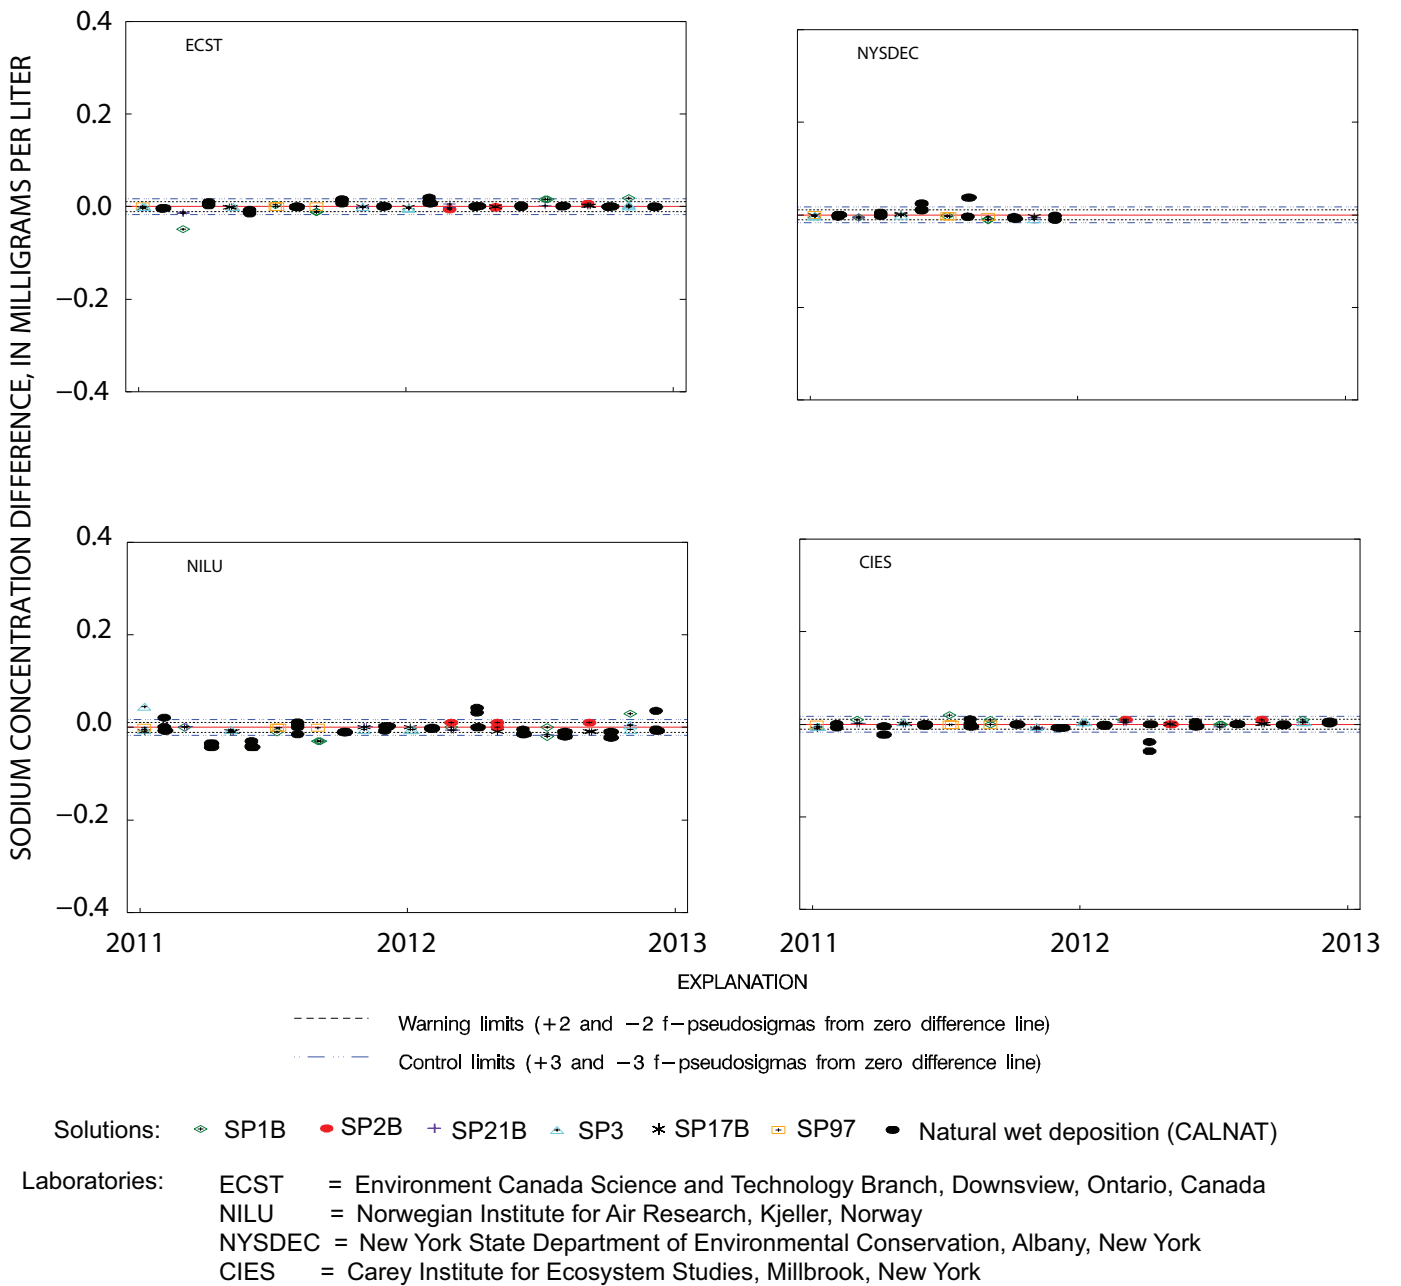 SODIUM CONCENTRATION DIFFERENCE, IN MILLIGRAMS PER LITER
0.4
0.2
0.0
−0.2
−0.4
ECST
NYSDEC
0.4
0.2
0.0
−0.2
−0.4
NILU
CIES
2011 2012 2013 2011 2012 2013
EXPLANATION
Warning limits (+2 and −2 f−pseudosigmas from zero difference line)
Control limits (+3 and −3 f−pseudosigmas from zero difference line)
Solutions: SP1B SP2B SP21B SP3 SP17B SP97 Natural wet deposition (CALNAT)
Laboratories: ECST = Environment Canada Science and Technology Branch, Downsview, Ontario, Canada
NILU = Norwegian Institute for Air Research, Kjeller, Norway
NYSDEC = New York State Department of Environmental Conservation, Albany, New York
CIES = Carey Institute for Ecosystem Studies, Millbrook, New York